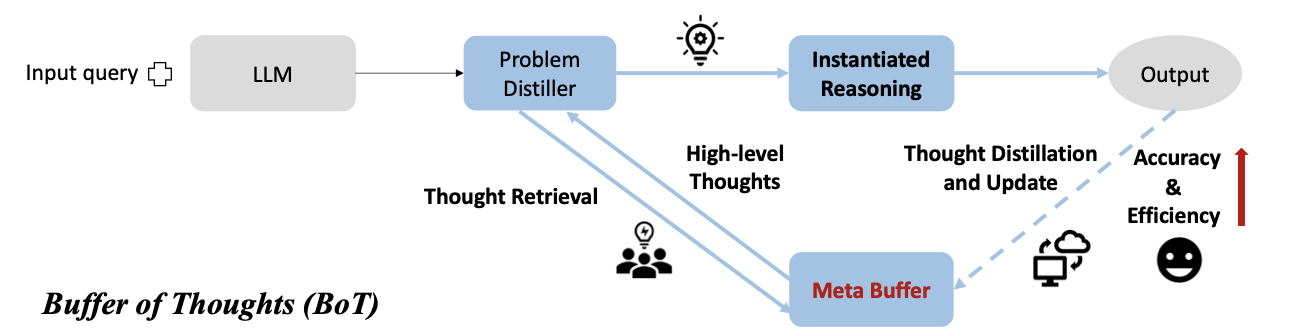 Input query
LLM
Problem
Distiller
Instantiated
Reasoning
Output
Thought Retrieval
High-level
Thoughts
Thought Distillation
and Update
Accuracy
&
Efficiency
Meta Buffer
Buffer of Thoughts (BoT)